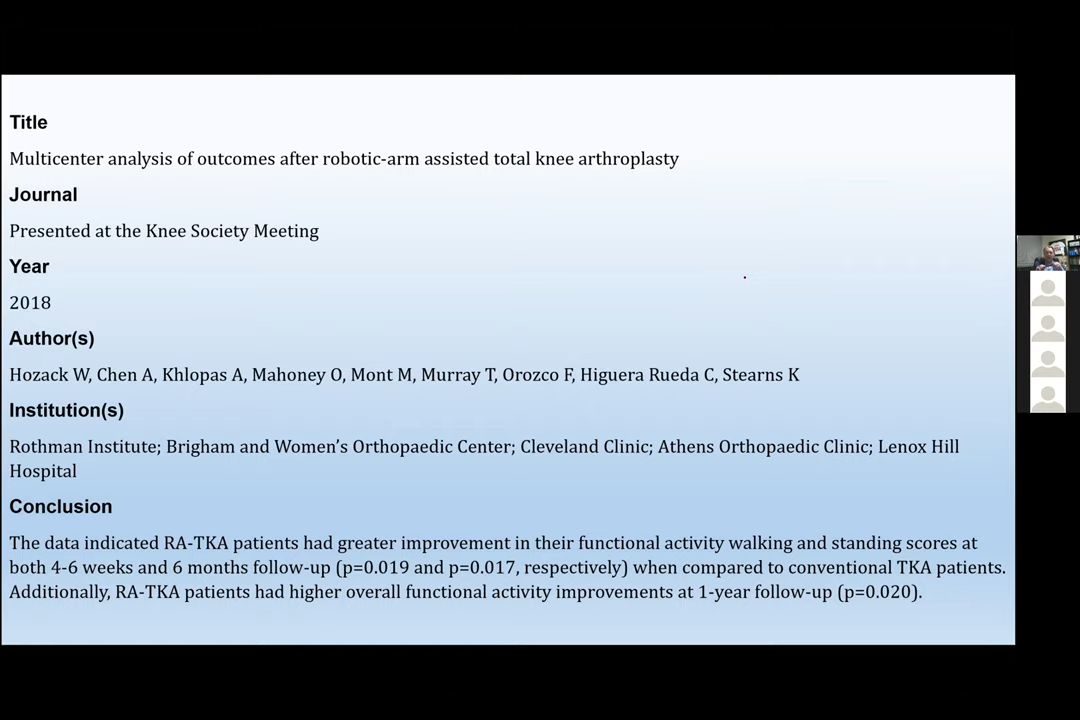 Title
Multicenter analysis of outcomes after robotic-arm assisted total knee arthroplasty
Journal
Presented at the Knee Society Meeting
Year
2018
Author(s)
Hozack W, Chen A, Khlopas A, Mahoney O, Mont M, Murray T, Orozco F, Higuera Rueda C, Stearns K
Institution(s)
Rothman Institute; Brigham and Women’s Orthopaedic Center; Cleveland Clinic; Athens Orthopaedic Clinic; Lenox Hill
Hospital
Conclusion
The data indicated RA-TKA patients had greater improvement in their functional activity walking and standing scores at
both 4-6 weeks and 6 months follow-up (p=0.019 and p=0.017, respectively) when compared to conventional TKA patients.
Additionally, RA-TKA patients had higher overall functional activity improvements at 1-year follow-up (p=0.020).